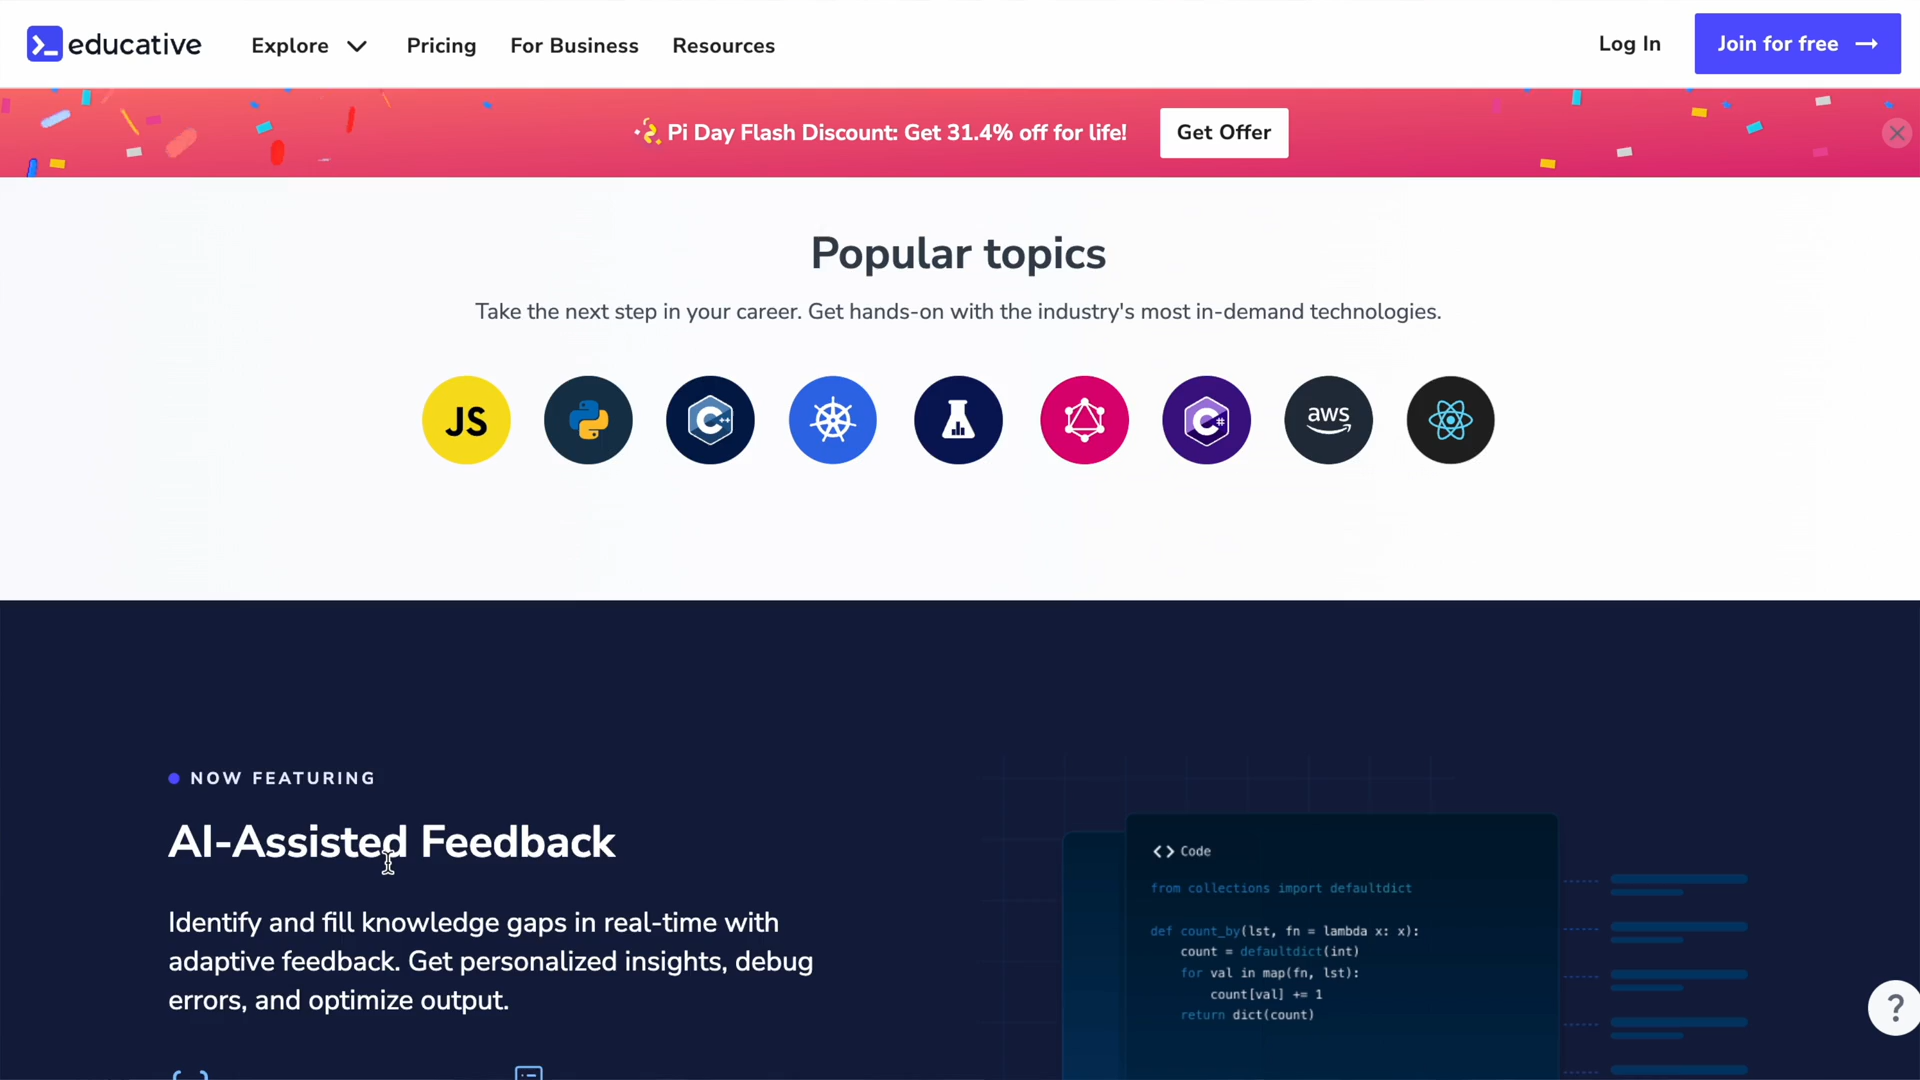 educative
Explore
Pricing
For Business
Resources
Log In
Join for free
Pi Day Flash Discount: Get 31.4% off for life!
Get Offer
Popular topics
Take the next step in your career. Get hands-on with the industry's most in-demand technologies.
JS
C++
C#
aws
NOW FEATURING
AI-Assisted Feedback
Identify and fill knowledge gaps in real-time with
adaptive feedback. Get personalized insights, debug
errors, and optimize output.
<> Code
from collections import defaultdict
def count_by(lst, fn = lambda x: x):
count = defaultdict(int)
for val in map(fn, lst):
count[val] += 1
return dict(count)
?